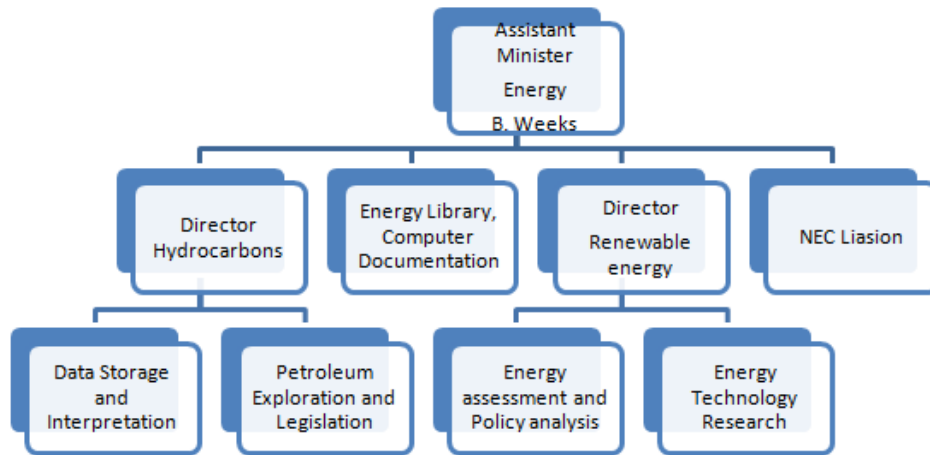 Assistant
Minister
Energy
B. Weeks
Director
Hydrocarbons
Energy Library,
Computer
Documentation
Director
Renewable
energy
NEC Liasion
Data Storage
and
Interpretation
Petroleum
Exploration and
Legislation
Energy
assessment and
Policy analysis
Energy
Technology
Research